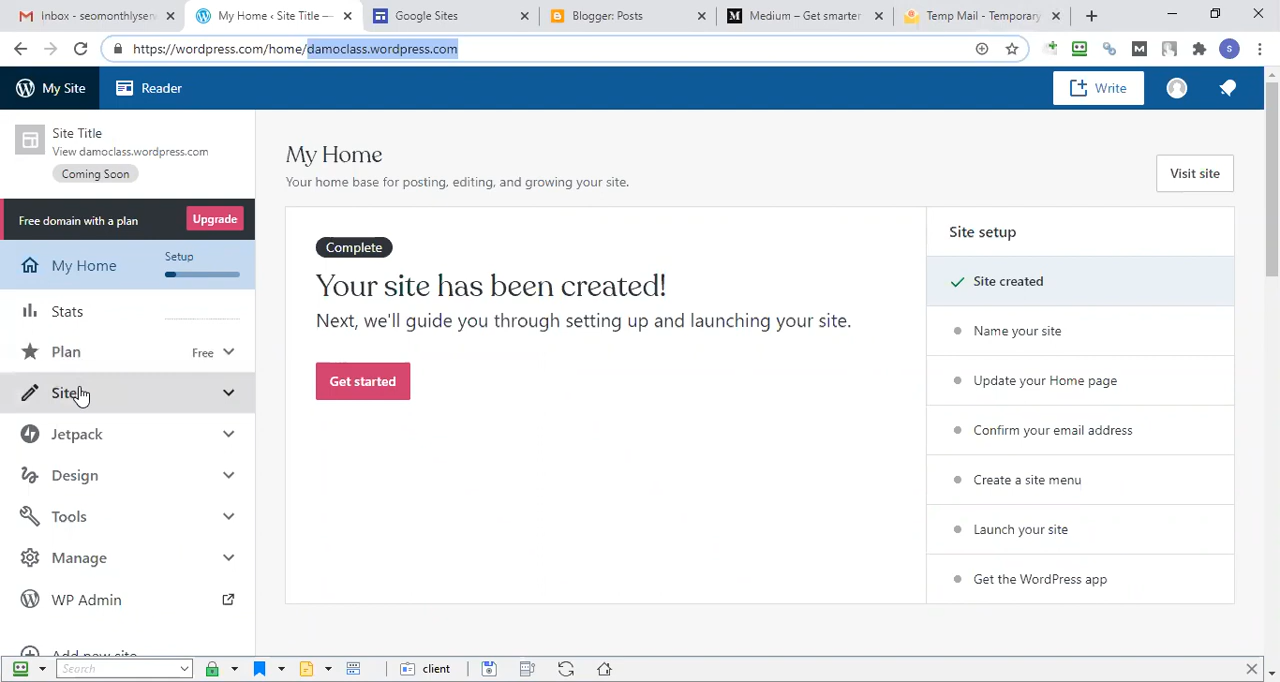 Inbox - seomonthlyser
My Home ‹ Site Title —
Google Sites
Blogger: Posts
Medium – Get smarter
Temp Mail - Temporary
https://wordpress.com/home/damoclass.wordpress.com
My Site
Reader
Write
Site Title
View damoclass.wordpress.com
Coming Soon
Free domain with a plan
Upgrade
My Home
Setup
Stats
Plan
Free
Site
Jetpack
Design
Tools
Manage
WP Admin
Add new site
My Home
Your home base for posting, editing, and growing your site.
Visit site
Complete
Your site has been created!
Next, we'll guide you through setting up and launching your site.
Get started
Site setup
Site created
Name your site
Update your Home page
Confirm your email address
Create a site menu
Launch your site
Get the WordPress app
Search
client